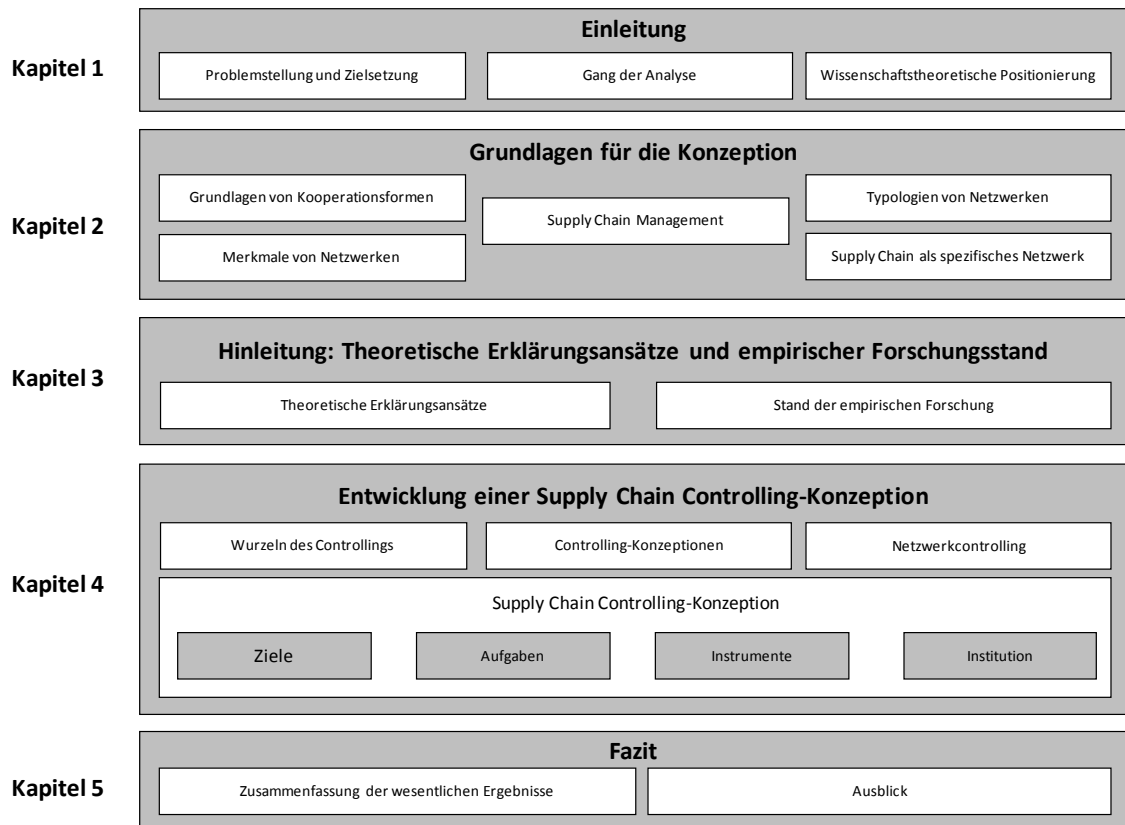 Kapitel 1
Einleitung
Problemstellung und Zielsetzung
Gang der Analyse
Wissenschaftstheoretische Positionierung
Kapitel 2
Grundlagen für die Konzeption
Grundlagen von Kooperationsformen
Supply Chain Management
Typologien von Netzwerken
Merkmale von Netzwerken
Supply Chain als spezifisches Netzwerk
Kapitel 3
Hinleitung: Theoretische Erklärungsansätze und empirischer Forschungsstand
Theoretische Erklärungsansätze
Stand der empirischen Forschung
Kapitel 4
Entwicklung einer Supply Chain Controlling-Konzeption
Wurzeln des Controllings
Controlling-Konzeptionen
Netzwerkcontrolling
Supply Chain Controlling-Konzeption
Ziele
Aufgaben
Instrumente
Institution
Kapitel 5
Fazit
Zusammenfassung der wesentlichen Ergebnisse
Ausblick